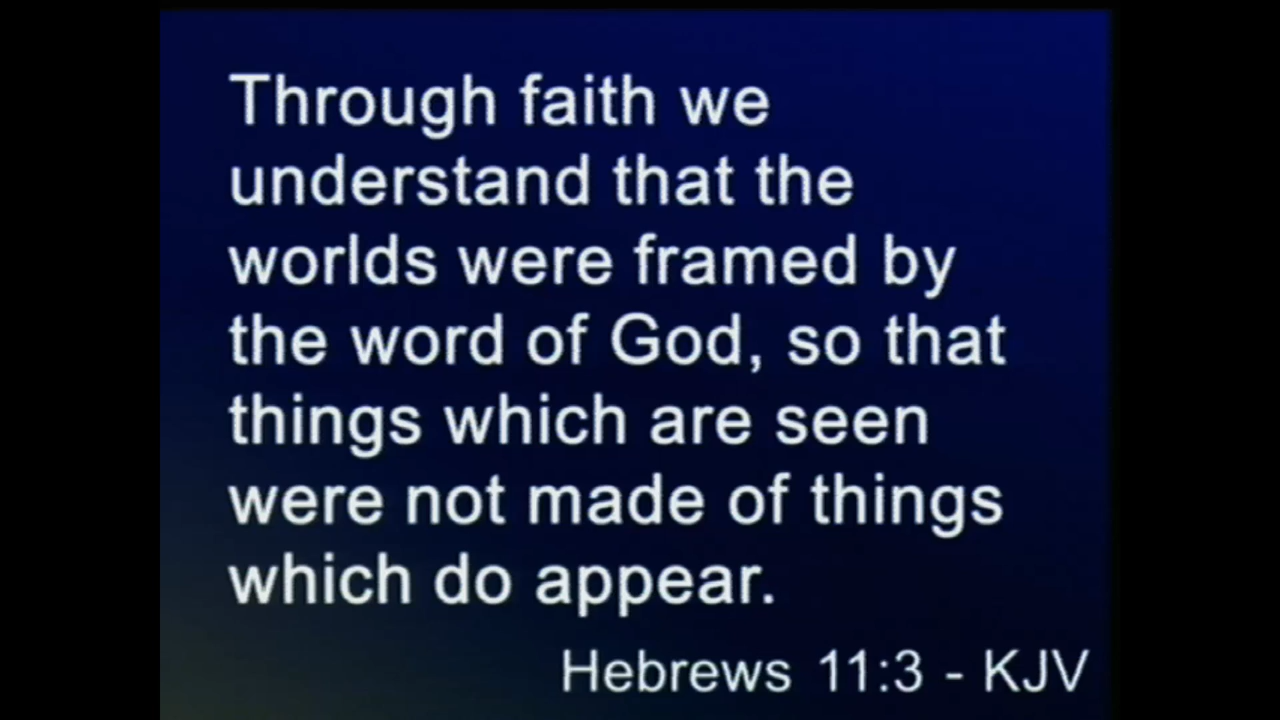 Through faith we
understand that the
worlds were framed by
the word of God, so that
things which are seen
were not made of things
which do appear.
Hebrews 11:3 - KJV